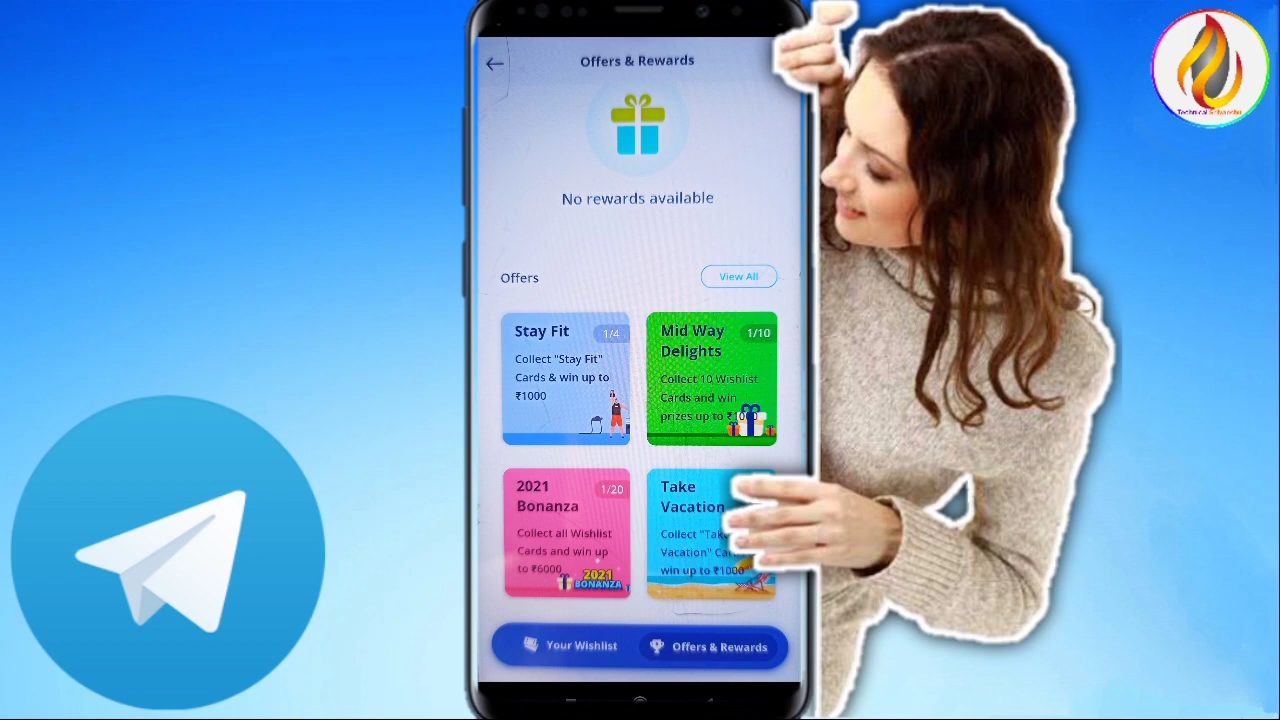 Offers & Rewards
No rewards available
Offers
View All
Stay Fit
1/4
Collect "Stay Fit"
Cards & win up to
₹1000
Mid Way
Delights
1/10
Collect 10 Wishlist
Cards and win
prizes up to
2021
Bonanza
1/20
Collect all Wishlist
Cards and win up
to ₹6000
2021
BONANZA
Take
Vacation
Collect
Vacation"
win up to ₹1000
Your Wishlist
Offers & Rewards
Technical